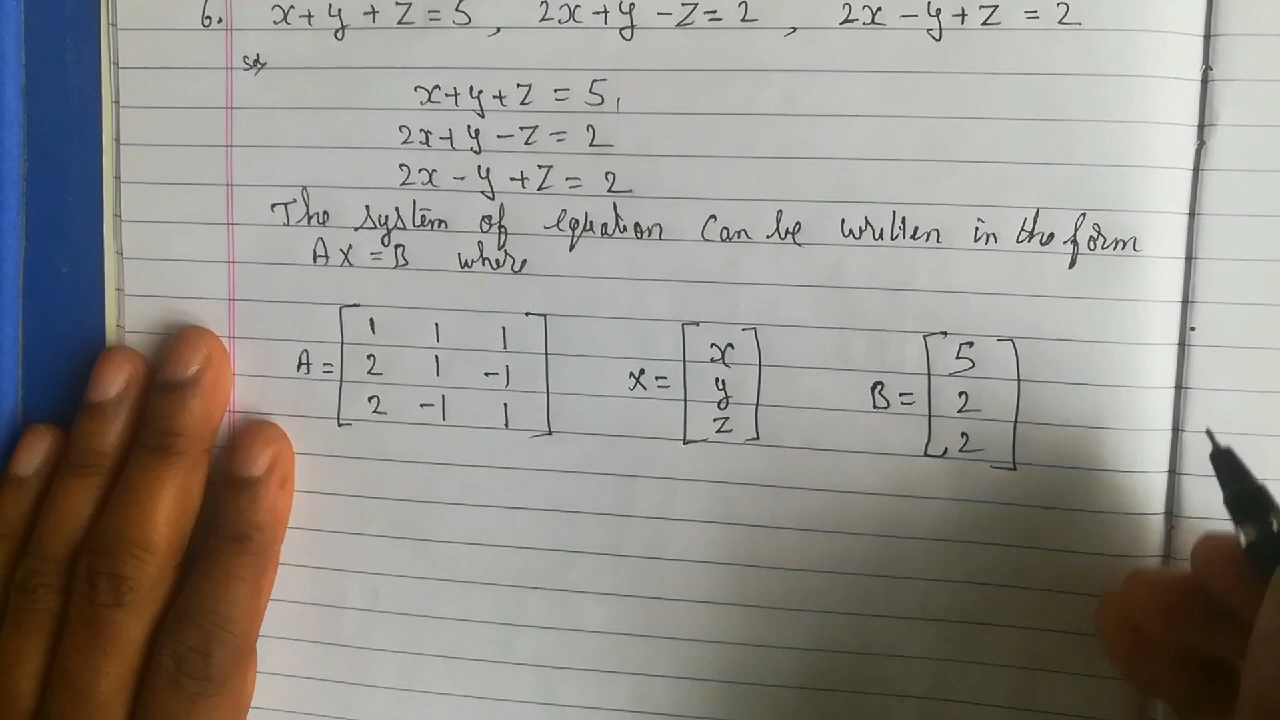 6. x+y+z=5, 2x+y-z=2, 2x-y+z=2
Sol
x+y+z=5,
2x+y-z=2
2x-y+z=2
The system of equation can be written in the form
AX=B where
A = [1 1 1
2 1 -1
2 -1 1]
X = [x
y
z]
B = [5
2
2]